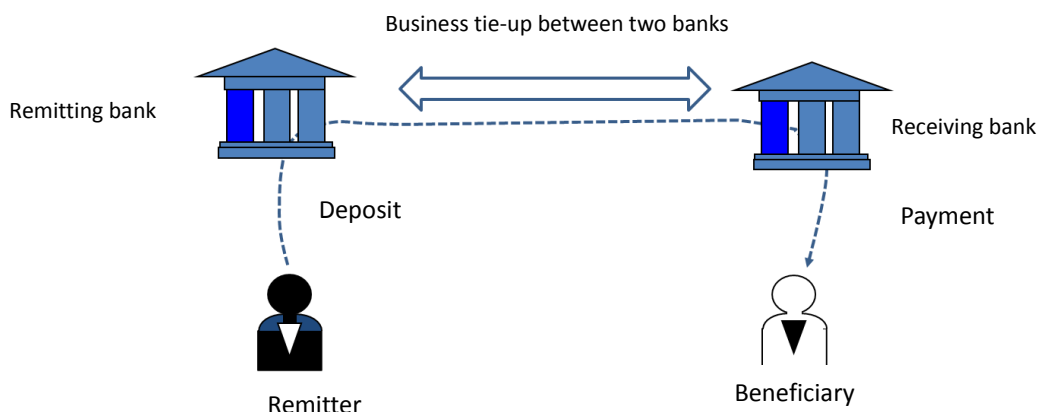 Business tie-up between two banks
Remitting bank
Receiving bank
Deposit
Payment
Remitter
Beneficiary